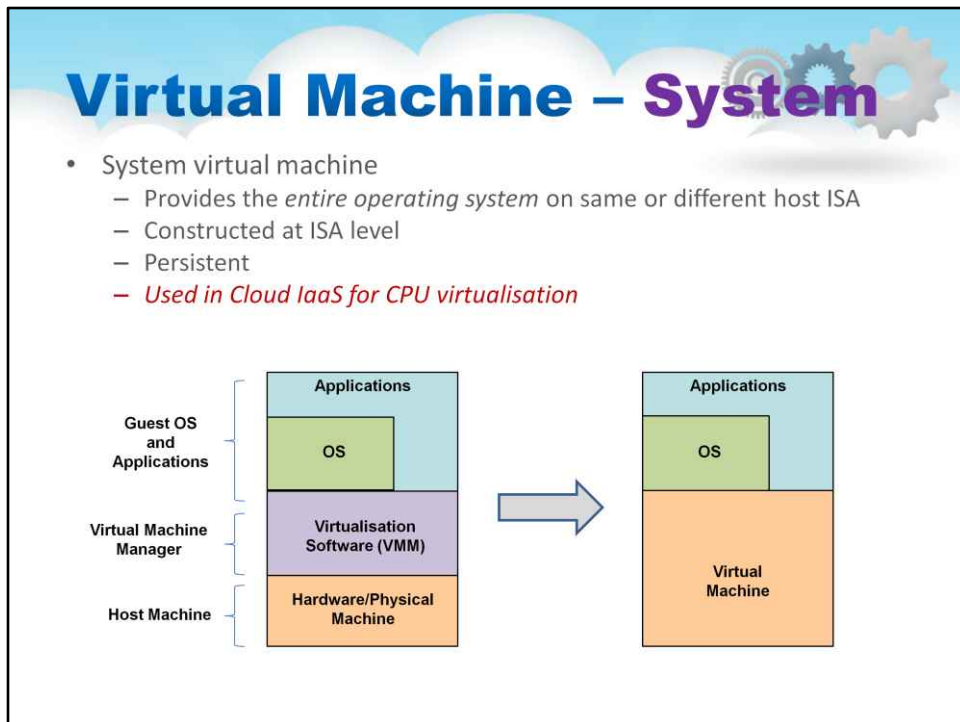 Virtual Machine – System
• System virtual machine
– Provides the entire operating system on same or different host ISA
– Constructed at ISA level
– Persistent
– Used in Cloud IaaS for CPU virtualisation
Guest OS
and
Applications
Virtual Machine
Manager
Host Machine
Applications
OS
Virtualisation
Software (VMM)
Hardware/Physical
Machine
Applications
OS
Virtual
Machine